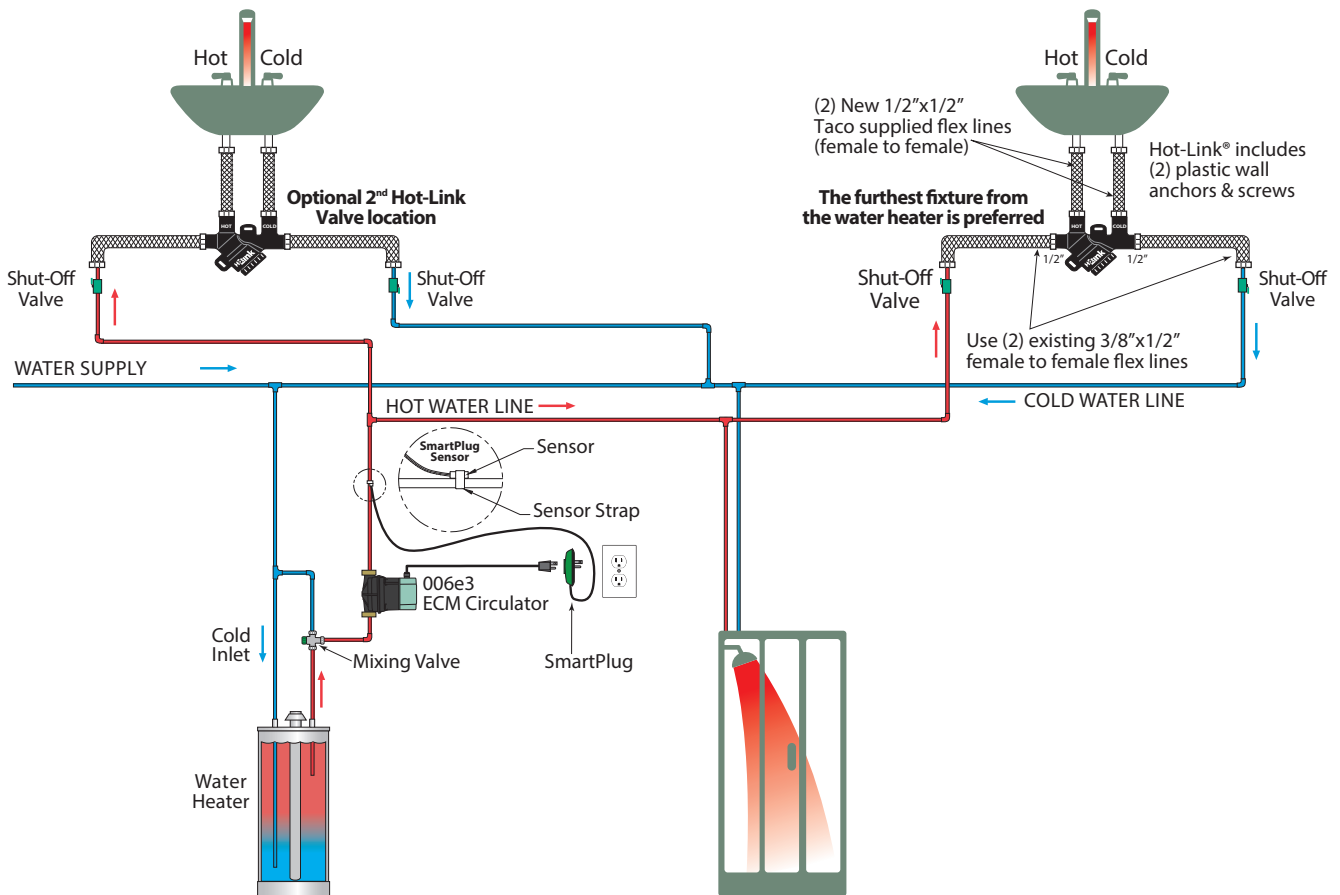 Hot Cold
Optional 2nd Hot-Link
Valve location
HOT
COLD
HotLink
Shut-Off
Valve
Shut-Off
Valve
Hot Cold
(2) New 1/2”x1/2”
Taco supplied flex lines
(female to female)
Hot-Link® includes
(2) plastic wall
anchors & screws
The furthest fixture from
the water heater is preferred
HOT
COLD
HotLink
1/2”
1/2”
Shut-Off
Valve
Shut-Off
Valve
Use (2) existing 3/8”x1/2”
female to female flex lines
WATER SUPPLY
HOT WATER LINE
COLD WATER LINE
SmartPlug
Sensor
Sensor
Sensor Strap
006e3
ECM Circulator
SmartPlug
Cold
Inlet
Mixing Valve
Water
Heater